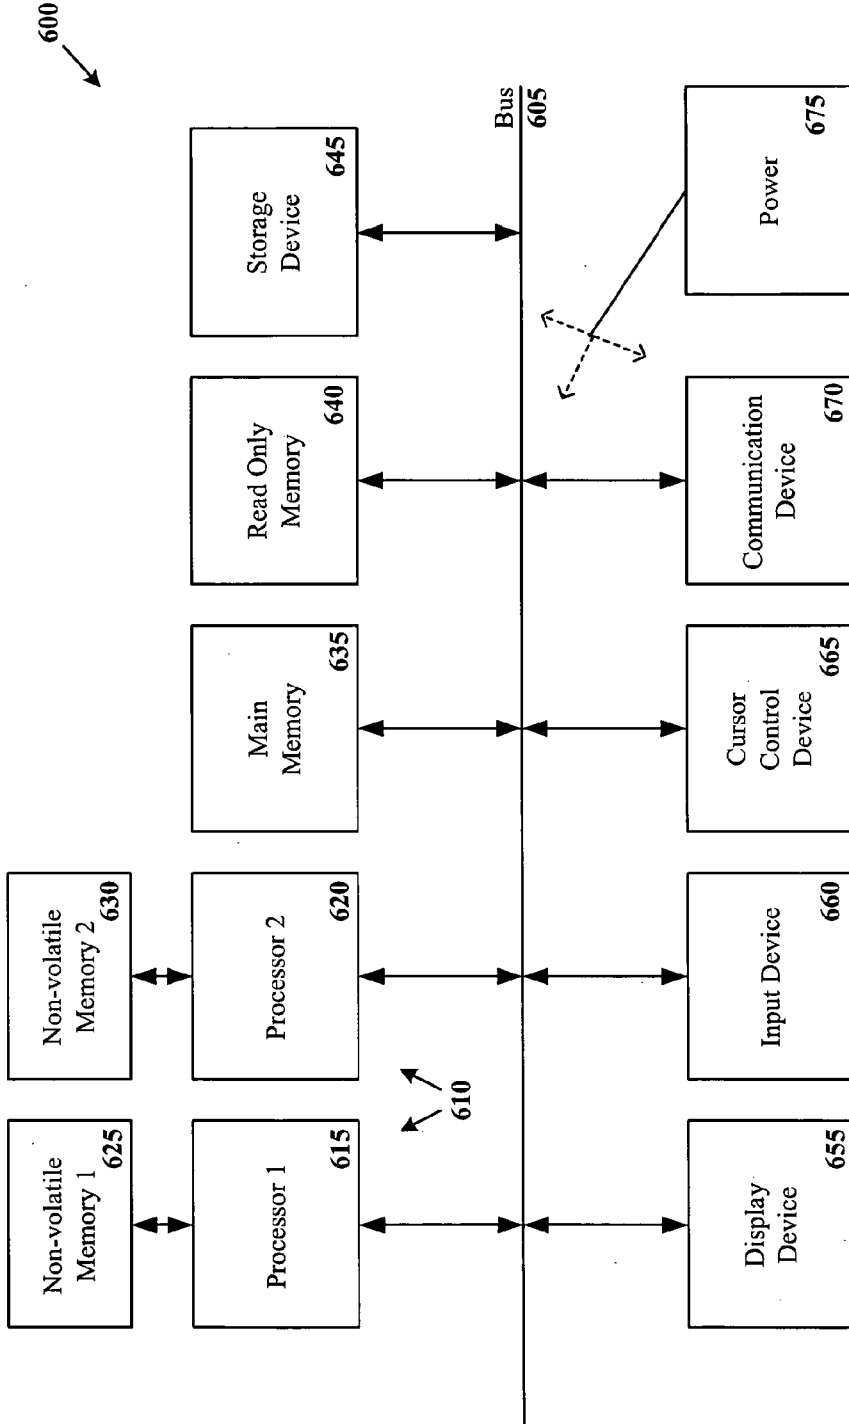 600
Non-volatile
Memory 1
625
Non-volatile
Memory 2
630
Processor 1
615
Processor 2
620
Main
Memory
635
Read Only
Memory
640
Storage
Device
645
610
Bus
605
Display
Device
655
Input Device
660
Cursor
Control
Device
665
Communication
Device
670
Power
675